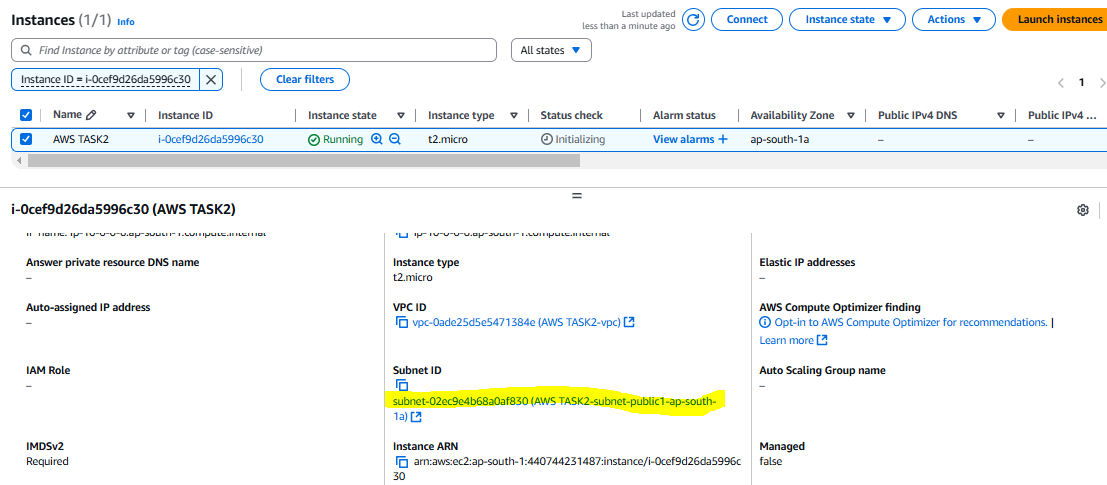 Instances (1/1) Info
Last updated
less than a minute ago
Connect
Instance state
Actions
Launch instances
Find Instance by attribute or tag (case-sensitive)
All states
Instance ID = i-0cef9d26da5996c30
Clear filters
1
Name Instance ID Instance state Instance type Status check Alarm status Availability Zone Public IPv4 DNS Public IPv4 ...
AWS TASK2 i-0cef9d26da5996c30 Running t2.micro Initializing View alarms + ap-south-1a – –
i-0cef9d26da5996c30 (AWS TASK2)
Answer private resource DNS name
–
Instance type
t2.micro
Elastic IP addresses
–
Auto-assigned IP address
–
VPC ID
vpc-0ade25d5e5471384e (AWS TASK2-vpc)
AWS Compute Optimizer finding
Opt-in to AWS Compute Optimizer for recommendations. |
Learn more
IAM Role
–
Subnet ID
subnet-02ec9e4b68a0af830 (AWS TASK2-subnet-public1-ap-south-
1a)
Auto Scaling Group name
–
IMDSv2
Required
Instance ARN
arn:aws:ec2:ap-south-1:440744231487:instance/i-0cef9d26da5996c
30
Managed
false